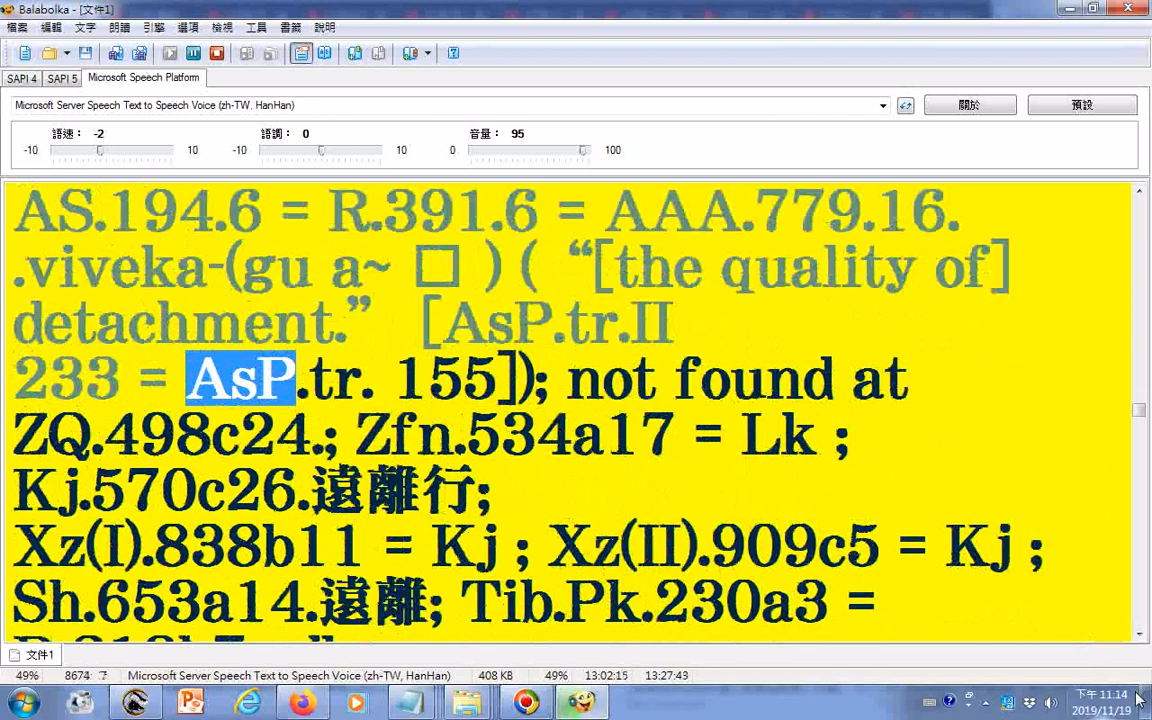 Balabolka - [文件1]
檔案 編輯 文字 朗讀 引擎 選項 檢視 工具 書籤 說明
SAPI 4 SAPI 5 Microsoft Speech Platform
Microsoft Server Speech Text to Speech Voice (zh-TW, HanHan) 關於 預設
語速： -2 語調： 0 音量： 95
-10 10 -10 10 0 100
AS.194.6 = R.391.6 = AAA.779.16.
.viveka-(gu a~ □ ) ( “[the quality of]
detachment.” [AsP.tr.II
233 = AsP.tr. 155]); not found at
ZQ.498c24.; Zfn.534a17 = Lk ;
Kj.570c26.遠離行;
Xz(I).838b11 = Kj ; Xz(II).909c5 = Kj ;
Sh.653a14.遠離; Tib.Pk.230a3 =
文件1
49% Microsoft Server Speech Text to Speech Voice (zh-TW, HanHan) 408 KB 49% 13:02:15 13:27:43
下午 11:14
2019/11/19